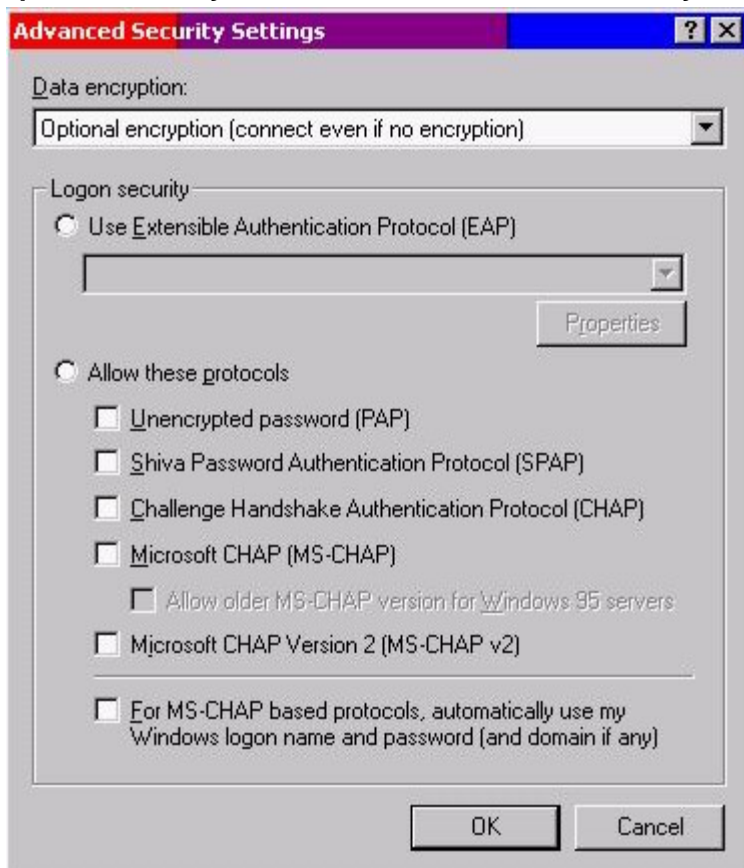 Advanced Security Settings
Data encryption:
Optional encryption (connect even if no encryption)
Logon security
Use Extensible Authentication Protocol (EAP)
Properties
Allow these protocols
Unencrypted password (PAP)
Shiva Password Authentication Protocol (SPAP)
Challenge Handshake Authentication Protocol (CHAP)
Microsoft CHAP (MS-CHAP)
Allow older MS-CHAP version for Windows 95 servers
Microsoft CHAP Version 2 (MS-CHAP v2)
For MS-CHAP based protocols, automatically use my
Windows logon name and password (and domain if any)
OK Cancel